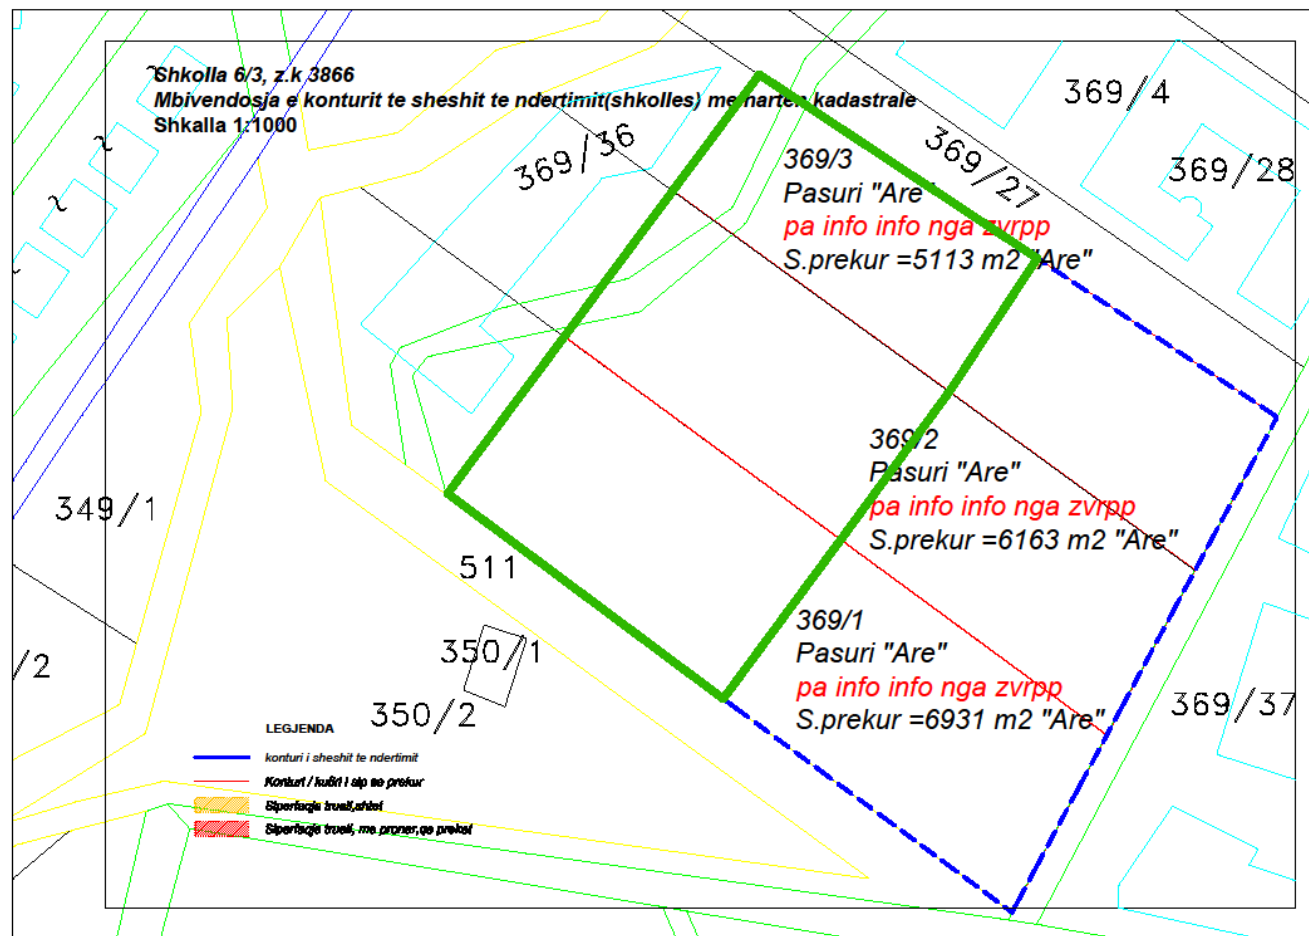 Shkolla 6/3, z.k 3866
Mbivendosja e konturit te sheshit te ndertimit(shkolles) me harten kadastrale
Shkalla 1:1000
369/4
369/36
369/27
369/28
369/3
Pasuri "Are"
pa info info nga zvrpp
S.prekur =5113 m2 "Are"
369/2
Pasuri "Are"
pa info info nga zvrpp
S.prekur =6163 m2 "Are"
349/1
511
369/1
Pasuri "Are"
pa info info nga zvrpp
S.prekur =6931 m2 "Are"
350/1
/2
350/2
369/37
LEGJENDA
konturi i sheshit te ndertimit
Konturi / kufiri i sip se prekur
Siperfaqja truall,shtet
Siperfaqja truall, me pronar,qe preket